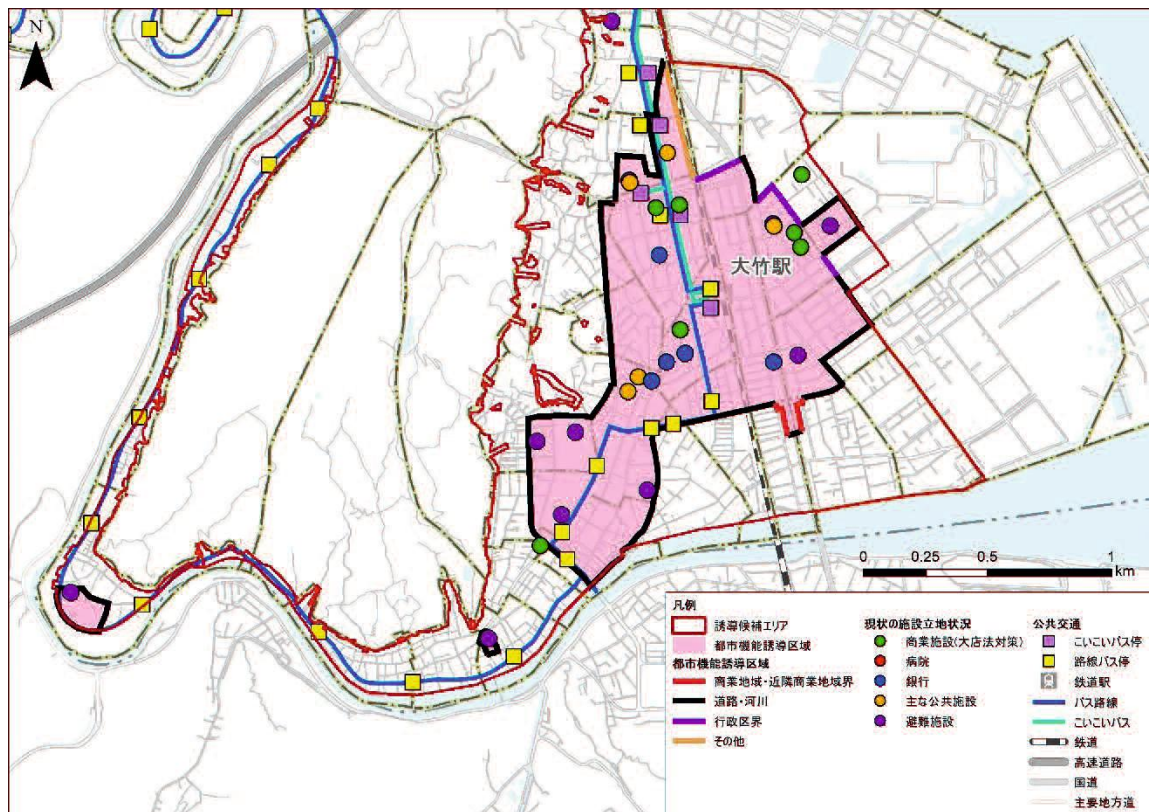 N
大竹駅
0 0.25 0.5 1
km
凡例
誘導候補エリア
都市機能誘導区域
都市機能誘導区域
商業地域・近隣商業地域界
道路・河川
行政区界
その他
現状の施設立地状況
商業施設(大店法対策)
病院
銀行
主な公共施設
避難施設
公共交通
こいこいバス停
路線バス停
鉄道駅
バス路線
こいこいバス
鉄道
高速道路
国道
主要地方道